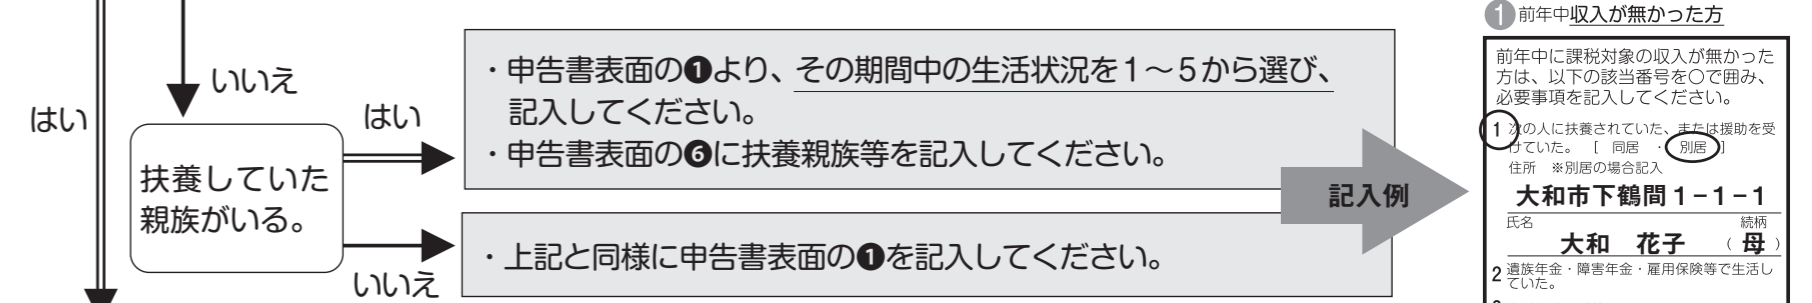 はい
いいえ
扶養していた
親族がいる。
はい
・申告書表面の❶より、その期間中の生活状況を1～5から選び、
記入してください。
・申告書表面の❻に扶養親族等を記入してください。
いいえ
・上記と同様に申告書表面の❶を記入してください。
記入例
❶前年中収入が無かった方
前年中に課税対象の収入が無かった
方は、以下の該当番号を〇で囲み、
必要事項を記入してください。
1 次の人に扶養されていた、または援助を受
けていた。 [ 同居 ・ 別居 ]
住所 ※別居の場合記入
大和市下鶴間1−1−1
氏名 続柄
大和 花子 (母)
2 遺族年金・障害年金・雇用保険等で生活し
ていた。